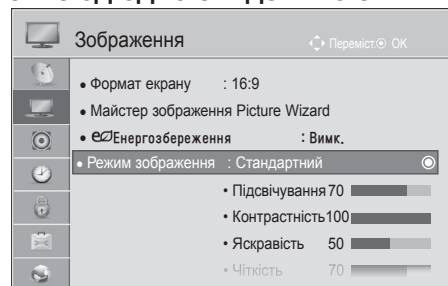 Зображення
Переміст. OK
• Формат екрану : 16:9
• Майстер зображення Picture Wizard
• Енергозбереження : Вимк.
• Режим зображення : Стандартний
• Підсвічування 70
• Контрастність 100
• Яскравість 50
• Чіткість 70